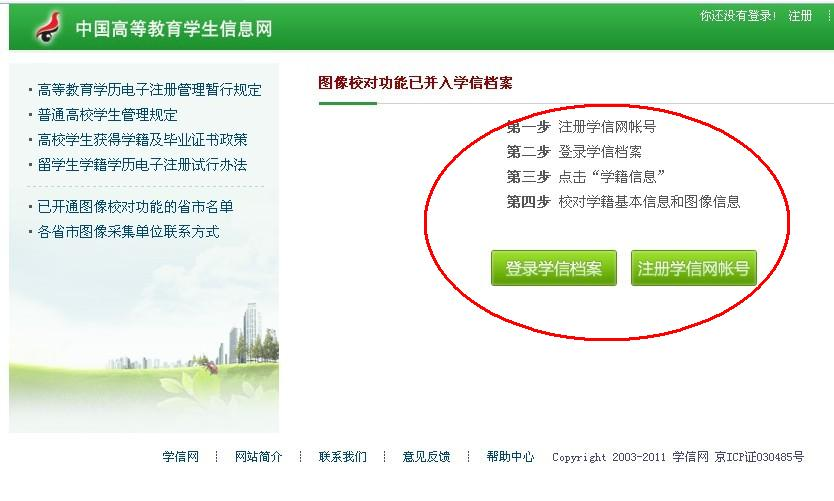 中国高等教育学生信息网
你还没有登录! 注册
· 高等教育学历电子注册管理暂行规定
· 普通高校学生管理规定
· 高校学生获得学籍及毕业证书政策
· 留学生学籍学历电子注册试行办法
· 已开通图像校对功能的省市名单
· 各省市图像采集单位联系方式
图像校对功能已并入学信档案
第一步 注册学信网帐号
第二步 登录学信档案
第三步 点击“学籍信息”
第四步 校对学籍基本信息和图像信息
登录学信档案 注册学信网帐号
学信网 ┊ 网站简介 ┊ 联系我们 ┊ 意见反馈 ┊ 帮助中心 Copyright 2003-2011 学信网 京ICP证030485号